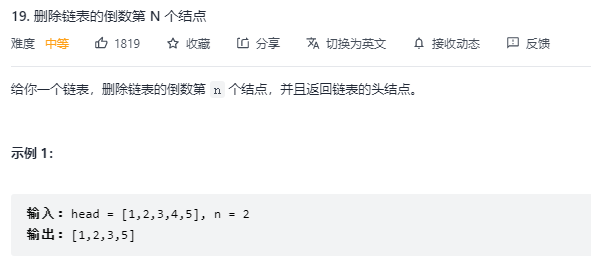 19. 删除链表的倒数第 N 个结点
难度 中等 1819 收藏 分享 切换为英文 接收动态 反馈
给你一个链表，删除链表的倒数第 n 个结点，并且返回链表的头结点。
示例 1：
输入：head = [1,2,3,4,5], n = 2
输出：[1,2,3,5]